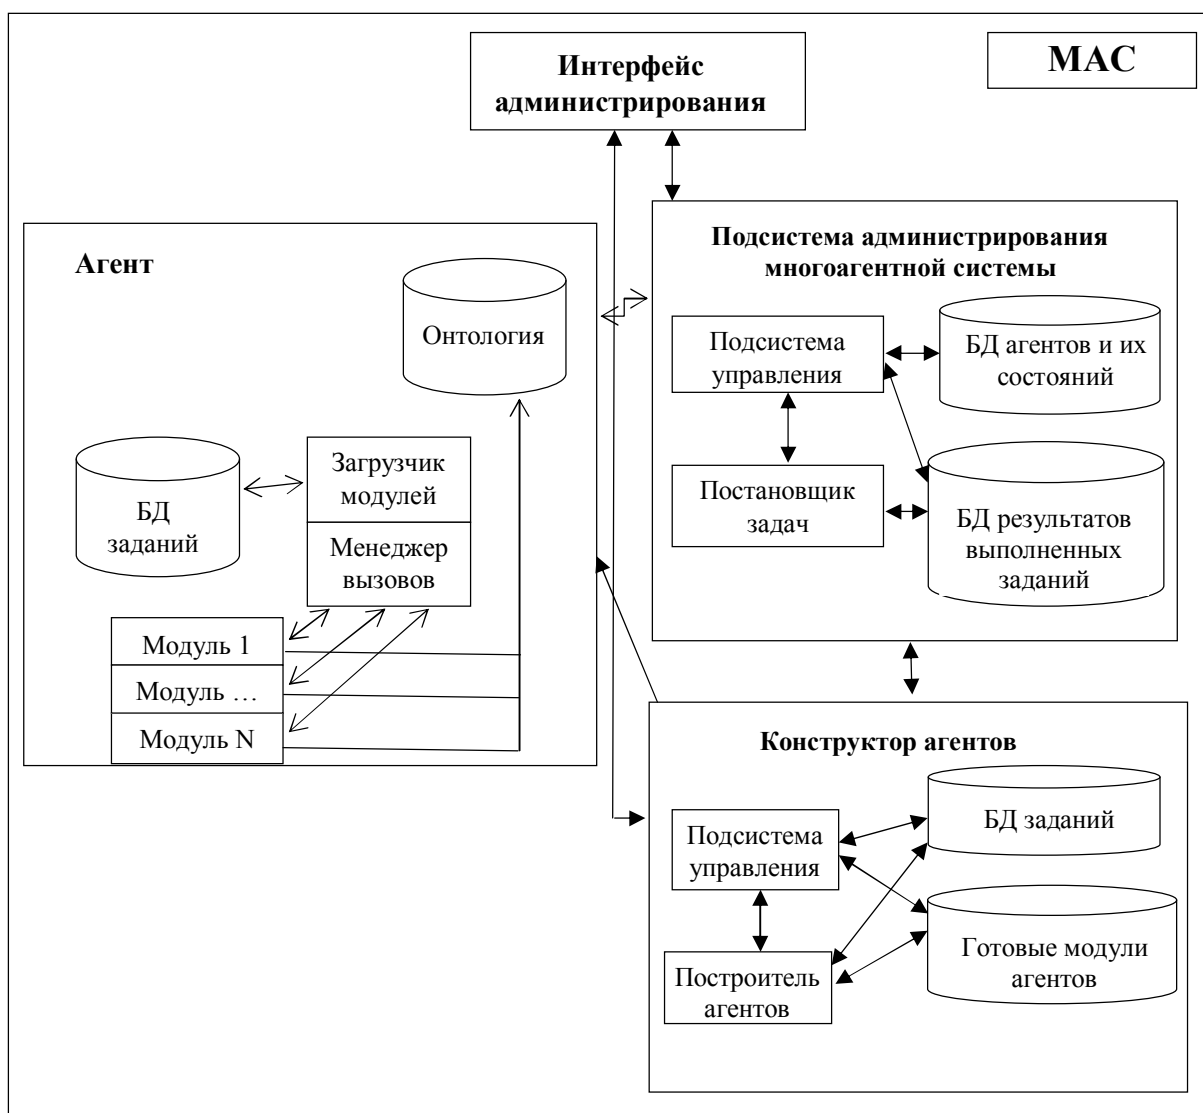 Интерфейс
администрирования
МАС
Агент
Онтология
БД
заданий
Загрузчик
модулей
Менеджер
вызовов
Модуль 1
Модуль …
Модуль N
Подсистема администрирования
многоагентной системы
Подсистема
управления
БД агентов и их
состояний
Постановщик
задач
БД результатов
выполненных
заданий
Конструктор агентов
Подсистема
управления
БД заданий
Построитель
агентов
Готовые модули
агентов